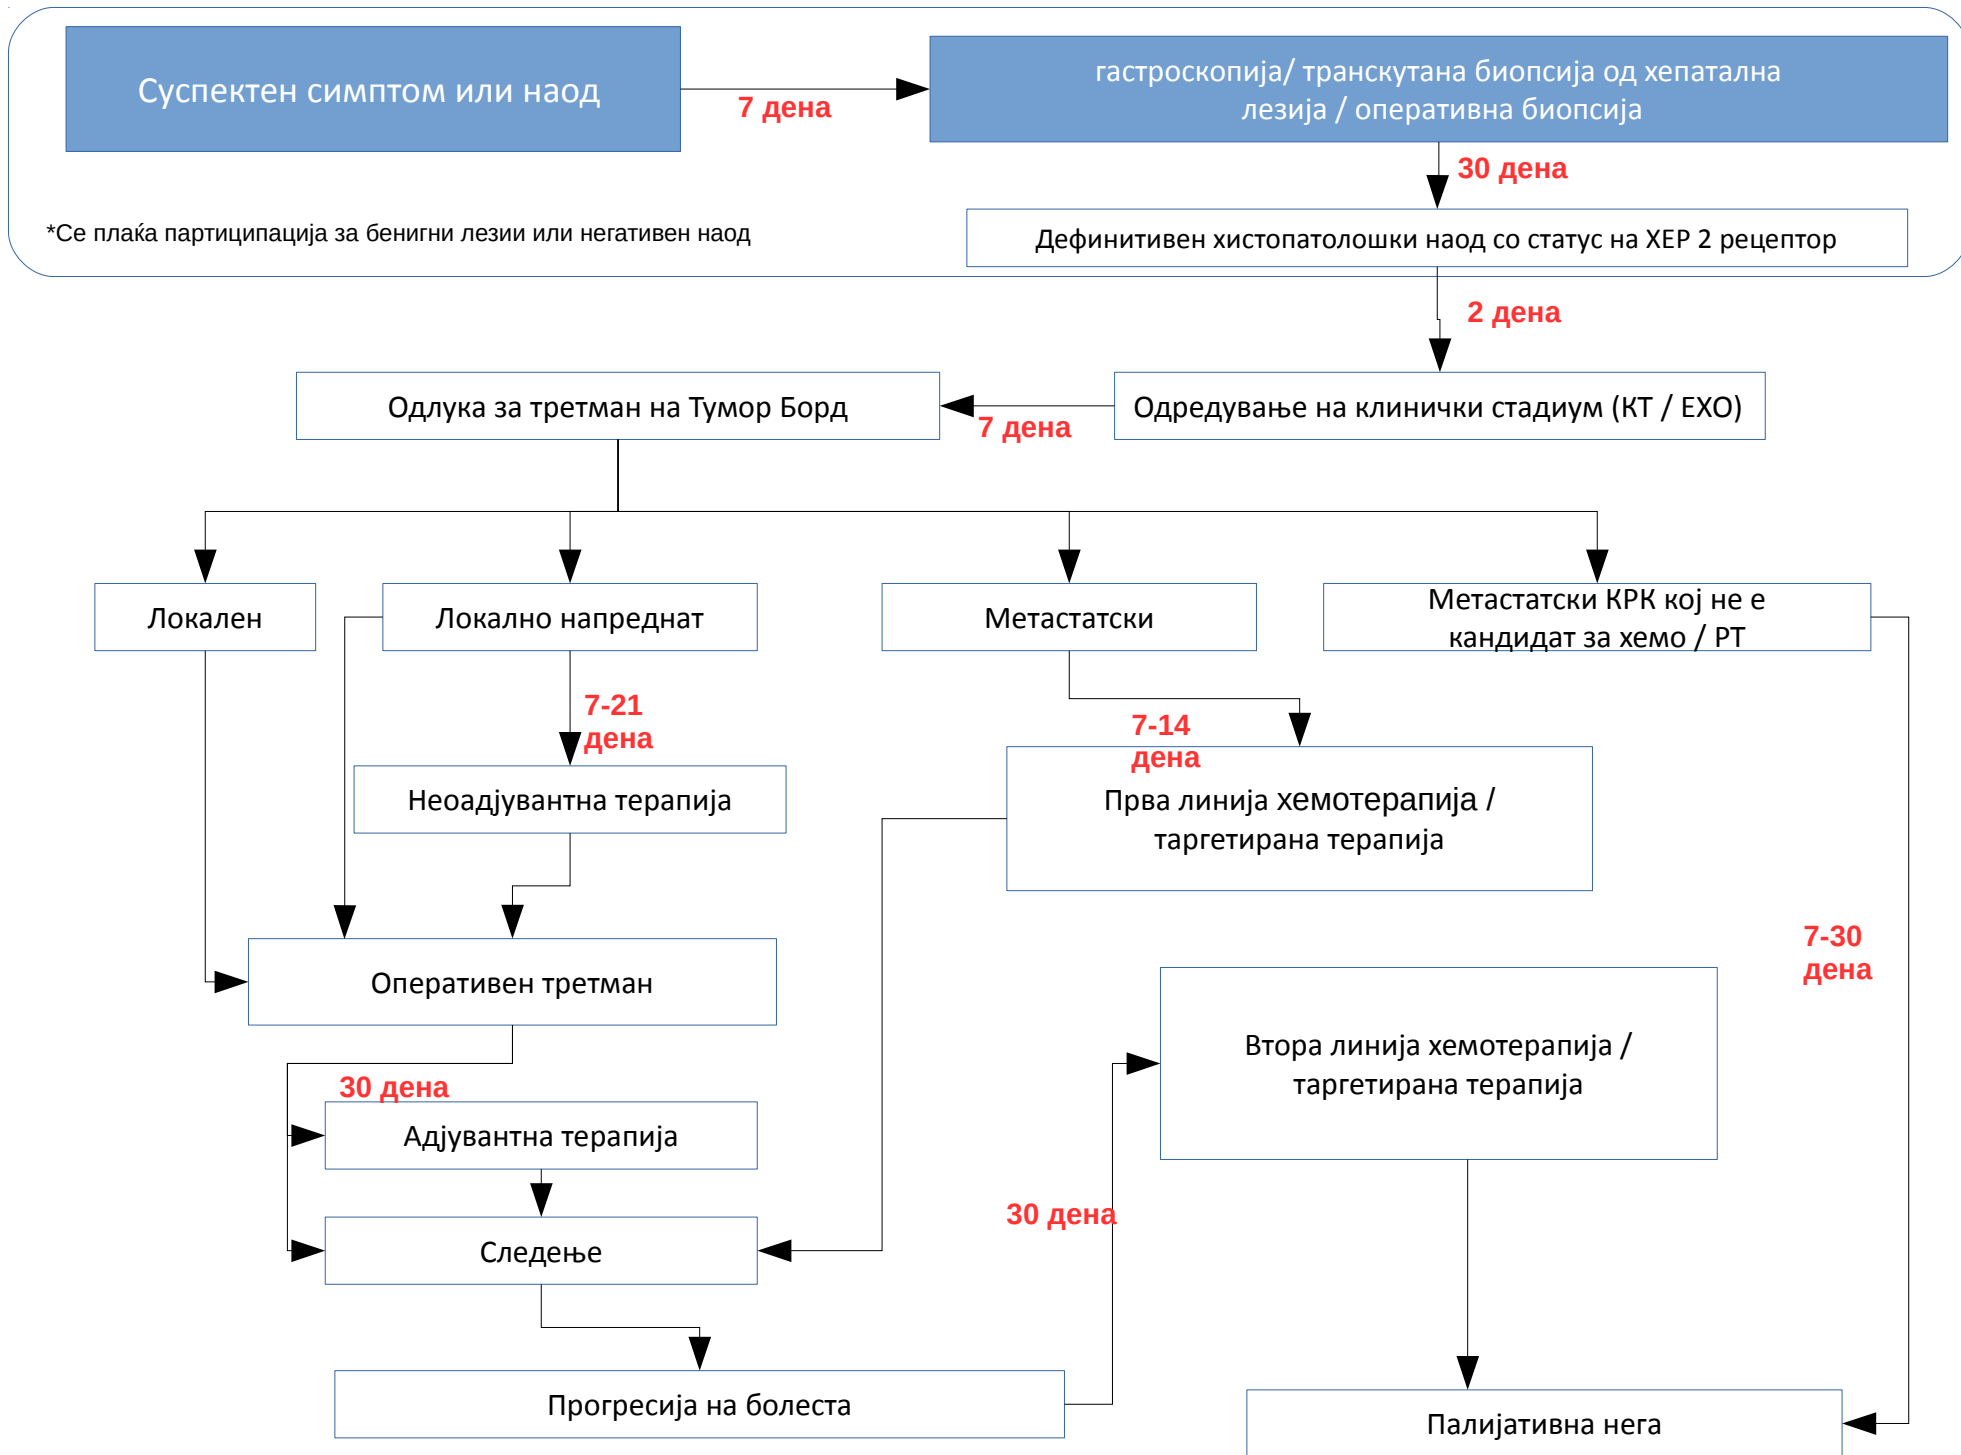 Суспектен симптом или наод
7 дена
гастроскопија/ транскутана биопсија од хепатална
лезија / оперативна биопсија
30 дена
*Се плаќа партиципација за бенигни лезии или негативен наод
Дефинитивен хистопатолошки наод со статус на ХЕР 2 рецептор
2 дена
Одлука за третман на Тумор Борд
7 дена
Одредување на клинички стадиум (КТ / ЕХО)
Локален
Локално напреднат
Метастатски
Метастатски КРК кој не е
кандидат за хемо / РТ
7-21
дена
7-14
дена
Неоадјувантна терапија
Прва линија хемотерапија /
таргетирана терапија
7-30
дена
Оперативен третман
Втора линија хемотерапија /
таргетирана терапија
30 дена
Адјувантна терапија
30 дена
Следење
Прогресија на болеста
Палијативна нега